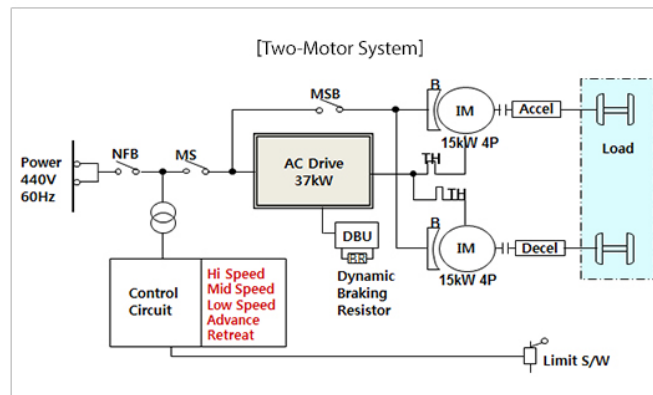 [Two-Motor System]
MSB
B
IM
15kW 4P
Accel
Load
Power
440V
60Hz
NFB
MS
AC Drive
37kW
TH
TH
B
IM
15kW 4P
Decel
DBU
BR
Dynamic
Braking
Resistor
Control
Circuit
Hi Speed
Mid Speed
Low Speed
Advance
Retreat
Limit S/W